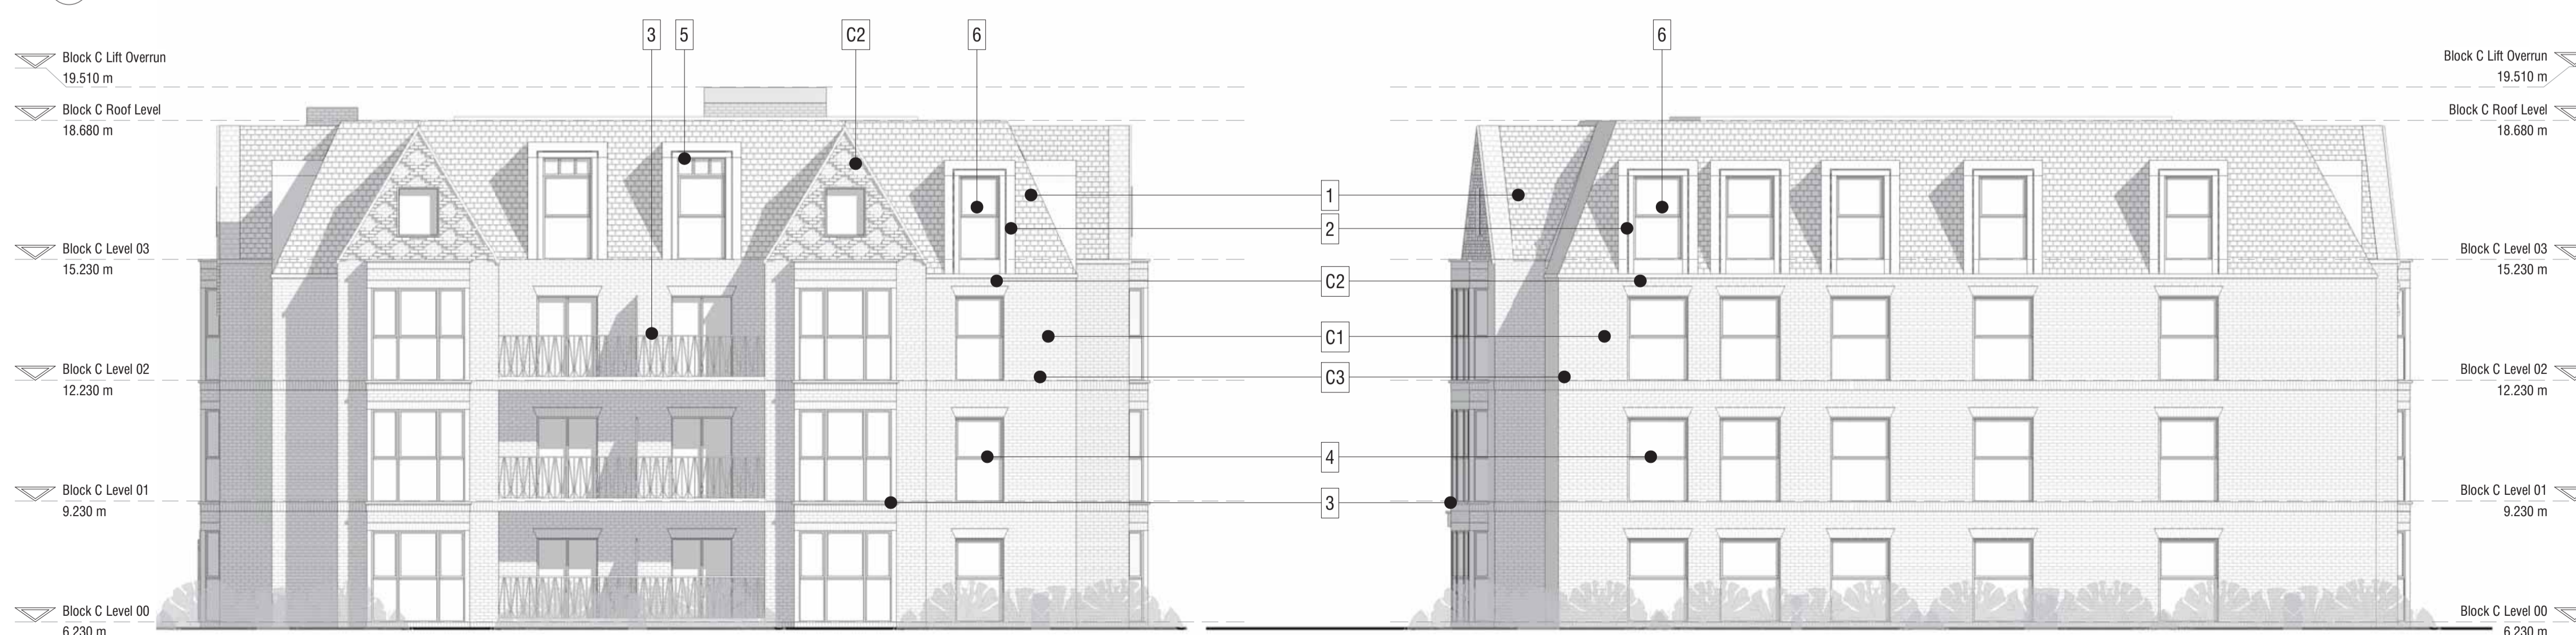 3 5 C2 6 6
Block C Lift Overrun
19.510 m
Block C Roof Level
18.680 m
Block C Level 03
15.230 m
Block C Level 02
12.230 m
Block C Level 01
9.230 m
Block C Level 00
6.230 m
1
2
C2
C1
C3
4
3
Block C Lift Overrun
19.510 m
Block C Roof Level
18.680 m
Block C Level 03
15.230 m
Block C Level 02
12.230 m
Block C Level 01
9.230 m
Block C Level 00
6.230 m